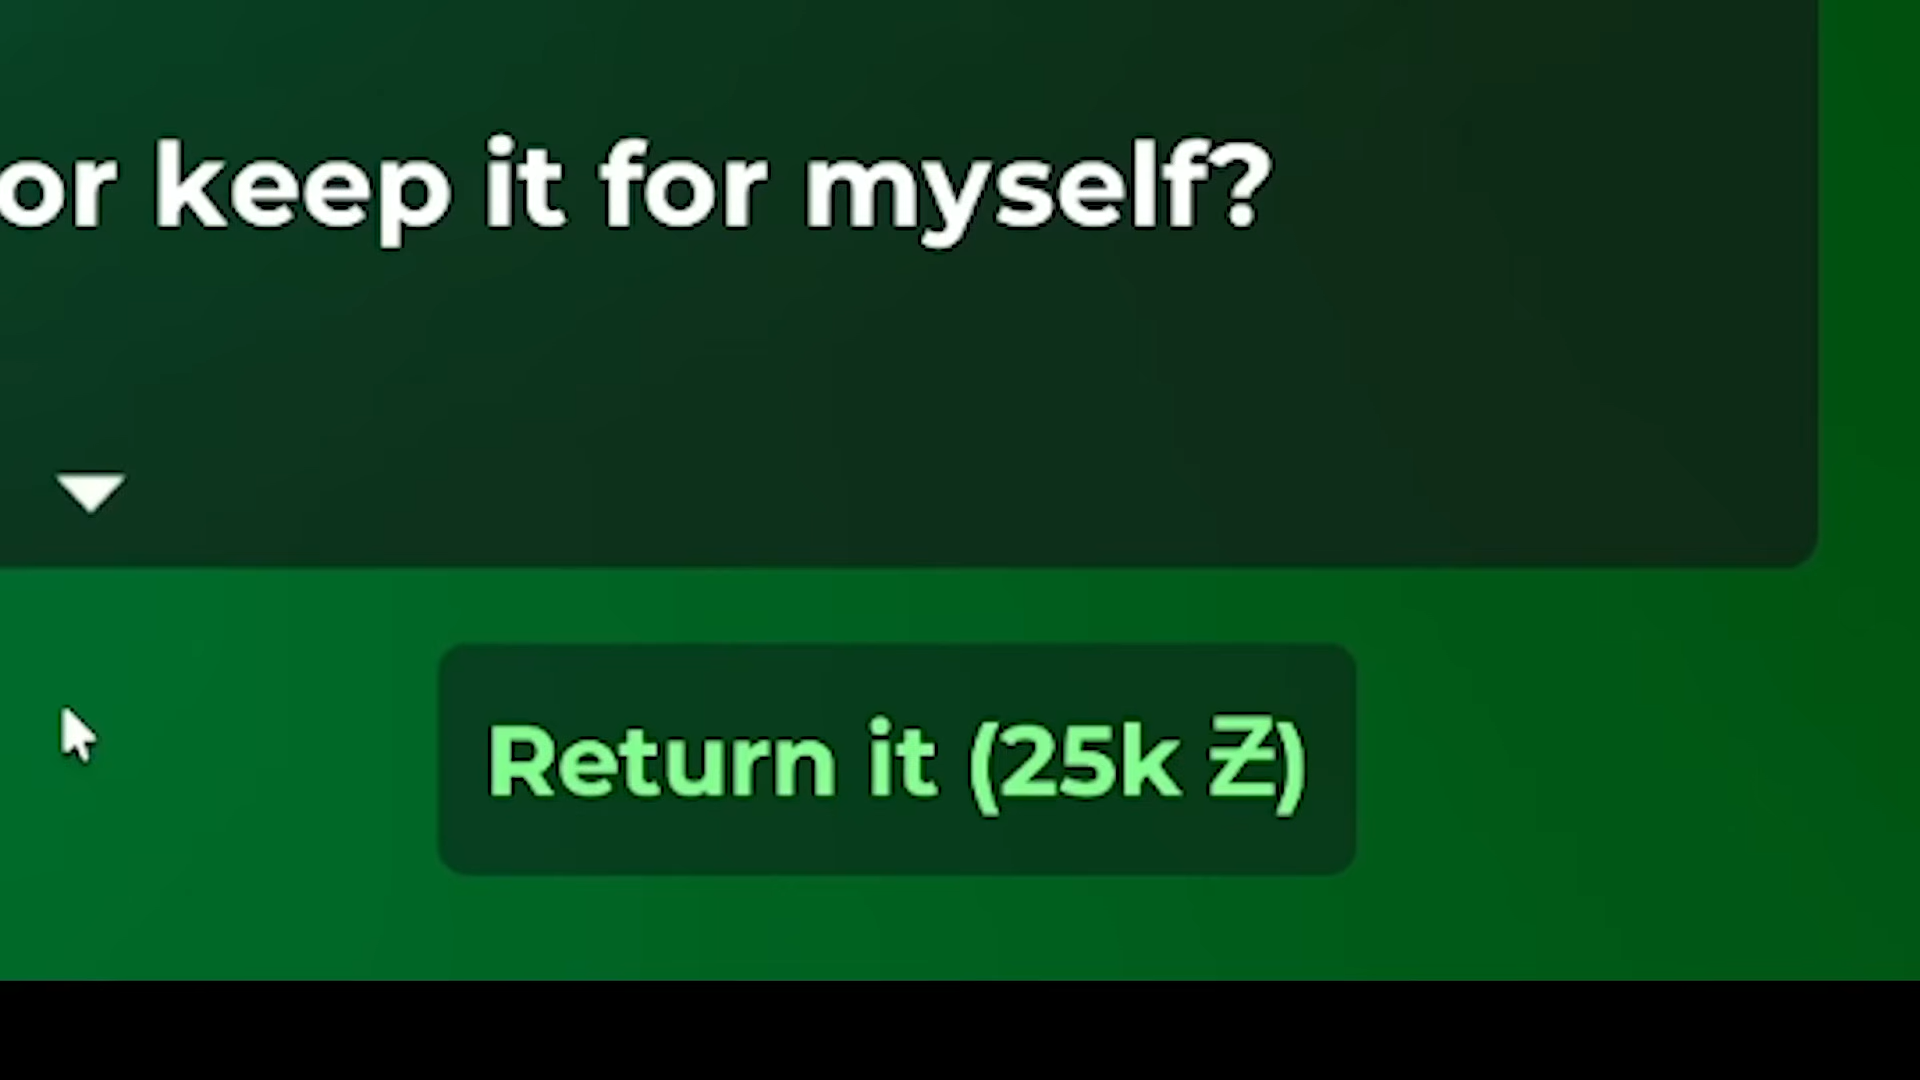 or keep it for myself?
Return it (25k Ƶ)